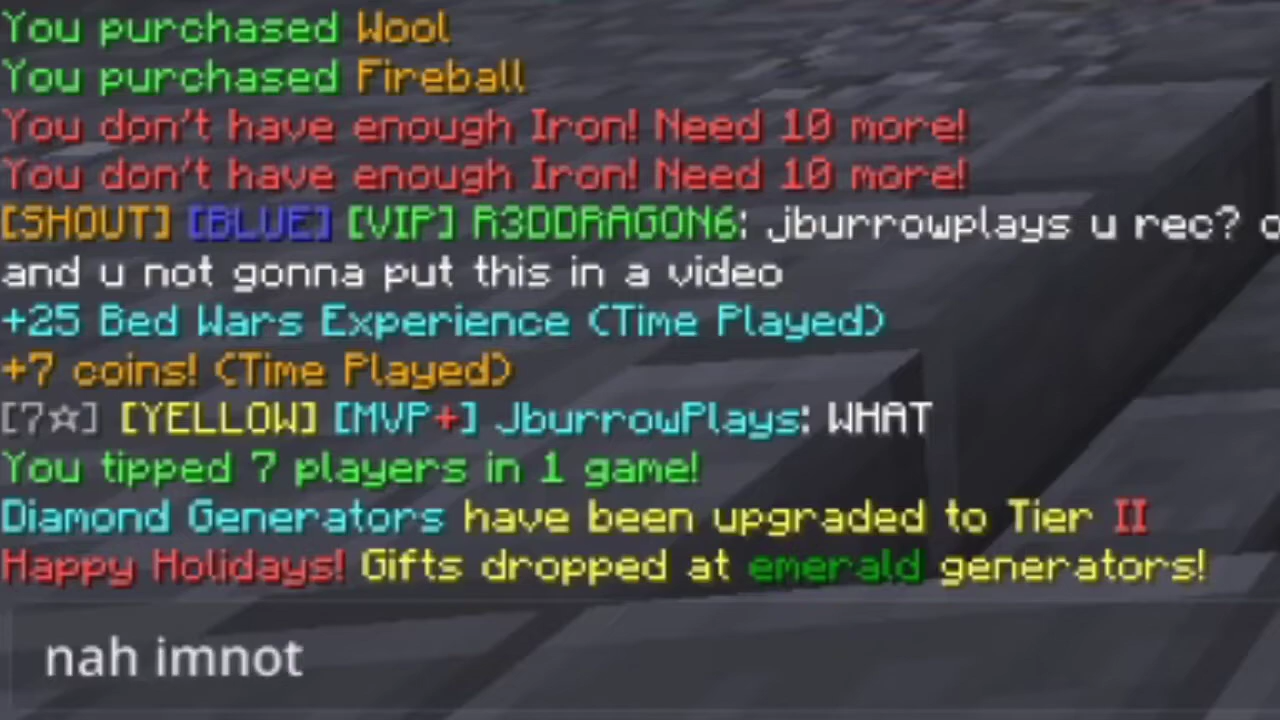 You purchased Wool
You purchased Fireball
You don't have enough Iron! Need 10 more!
You don't have enough Iron! Need 10 more!
[SHOUT] [BLUE] [VIP] R3DDRAGON6: jburrowplays u rec?
and u not gonna put this in a video
+25 Bed Wars Experience (Time Played)
+7 coins! (Time Played)
[7☆] [YELLOW] [MVP+] JburrowPlays: WHAT
You tipped 7 players in 1 game!
Diamond Generators have been upgraded to Tier II
Happy Holidays! Gifts dropped at emerald generators!
nah imnot